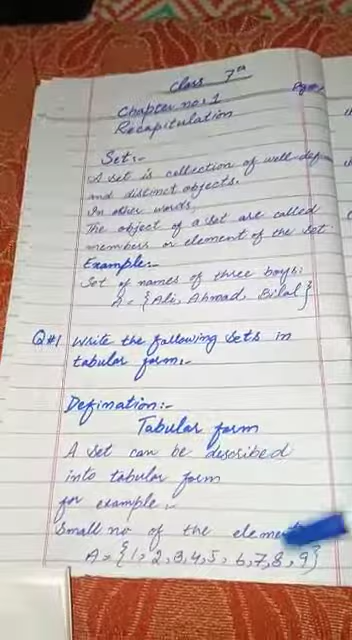 Class 7th
Chapter no: 1
Recapitulation
Set:-
A set is collection of well-defin
and distinct objects.
In other words,
The object of a set are called
members or element of the set.
Example:-
Set of names of three boys:
A = {Ali, Ahmad, Bilal}
Q#1 Write the following sets in
tabular form:-
Defination:-
Tabular form
A set can be described
into tabular form
for example:-
Small no of the eleme
A = {1, 2, 3, 4, 5, 6, 7, 8, 9}